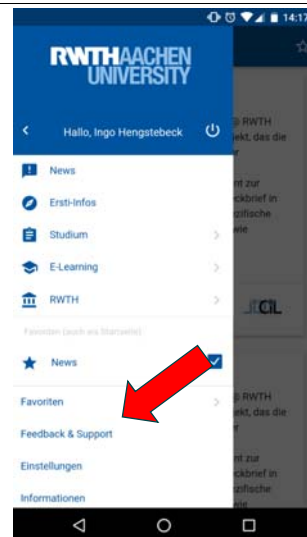 14:17
RWTHAACHEN
UNIVERSITY
Hallo, Ingo Hengstebeck
News
Ersti-Infos
Studium
E-Learning
RWTH
Favoriten (auch als Startseite)
News
Favoriten
Feedback & Support
Einstellungen
Informationen
RWTH
ekt, das die
nt zur
ckbrief in
ezifische
wie
CiL
RWTH
ekt, das die
nt zur
ckbrief in
ezifische